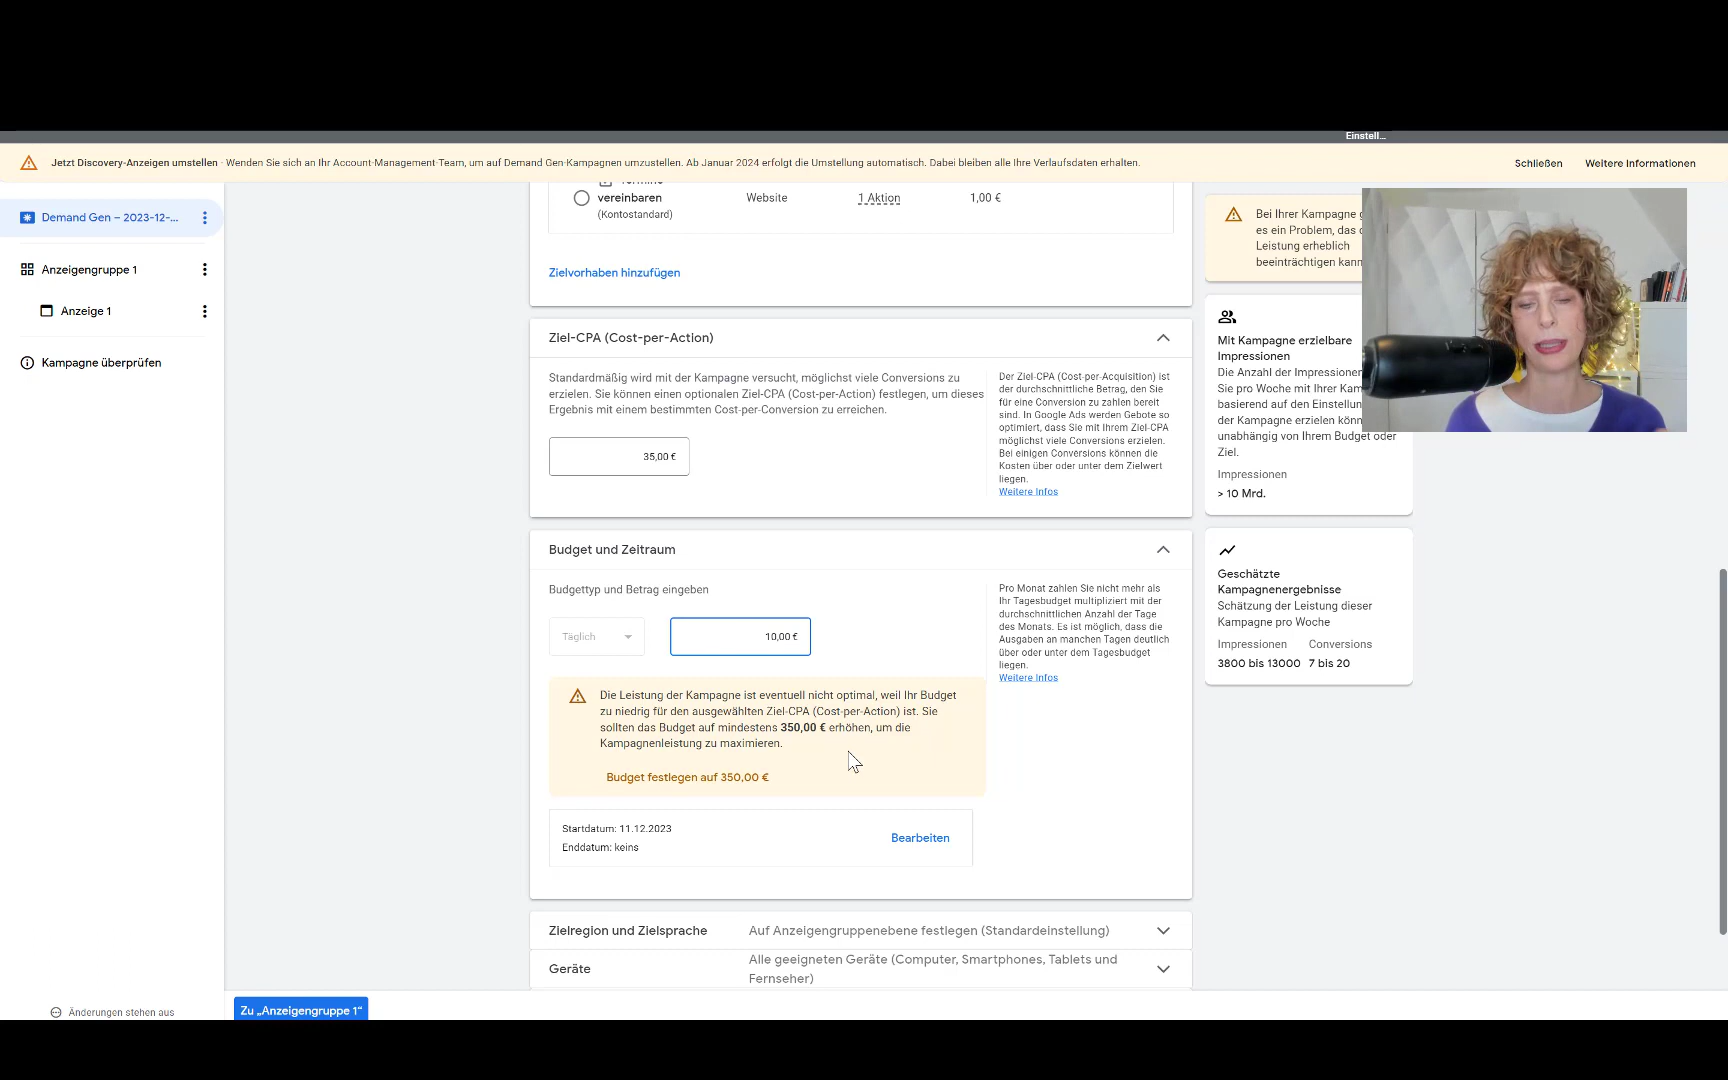 Einstell...
Jetzt Discovery-Anzeigen umstellen - Wenden Sie sich an Ihr Account-Management-Team, um auf Demand Gen-Kampagnen umzustellen. Ab Januar 2024 erfolgt die Umstellung automatisch. Dabei bleiben alle Ihre Verlaufsdaten erhalten.
Schließen
Weitere Informationen
Demand Gen – 2023-12-...
Anzeigengruppe 1
Anzeige 1
Kampagne überprüfen
Termine
vereinbaren
(Kontostandard)
Website
1 Aktion
1,00 €
Zielvorhaben hinzufügen
Ziel-CPA (Cost-per-Action)
Standardmäßig wird mit der Kampagne versucht, möglichst viele Conversions zu
erzielen. Sie können einen optionalen Ziel-CPA (Cost-per-Action) festlegen, um dieses
Ergebnis mit einem bestimmten Cost-per-Conversion zu erreichen.
35,00 €
Der Ziel-CPA (Cost-per-Acquisition) ist
der durchschnittliche Betrag, den Sie
für eine Conversion zu zahlen bereit
sind. In Google Ads werden Gebote so
optimiert, dass Sie mit Ihrem Ziel-CPA
möglichst viele Conversions erzielen.
Bei einigen Conversions können die
Kosten über oder unter dem Zielwert
liegen.
Weitere Infos
Budget und Zeitraum
Budgettyp und Betrag eingeben
Täglich
10,00 €
Die Leistung der Kampagne ist eventuell nicht optimal, weil Ihr Budget
zu niedrig für den ausgewählten Ziel-CPA (Cost-per-Action) ist. Sie
sollten das Budget auf mindestens 350,00 € erhöhen, um die
Kampagnenleistung zu maximieren.
Budget festlegen auf 350,00 €
Startdatum: 11.12.2023
Enddatum: keins
Bearbeiten
Pro Monat zahlen Sie nicht mehr als
Ihr Tagesbudget multipliziert mit der
durchschnittlichen Anzahl der Tage
des Monats. Es ist möglich, dass die
Ausgaben an manchen Tagen deutlich
über oder unter dem Tagesbudget
liegen.
Weitere Infos
Zielregion und Zielsprache
Auf Anzeigengruppenebene festlegen (Standardeinstellung)
Geräte
Alle geeigneten Geräte (Computer, Smartphones, Tablets und
Fernseher)
Bei Ihrer Kampagne
es ein Problem, das
Leistung erheblich
beeinträchtigen kann
Mit Kampagne erzielbare
Impressionen
Die Anzahl der Impressionen
Sie pro Woche mit Ihrer
basierend auf den
der Kampagne erzielen
unabhängig von Ihrem Budget oder
Ziel.
Impressionen
> 10 Mrd.
Geschätzte
Kampagnenergebnisse
Schätzung der Leistung dieser
Kampagne pro Woche
Impressionen Conversions
3800 bis 13000 7 bis 20
Änderungen stehen aus
Zu „Anzeigengruppe 1“